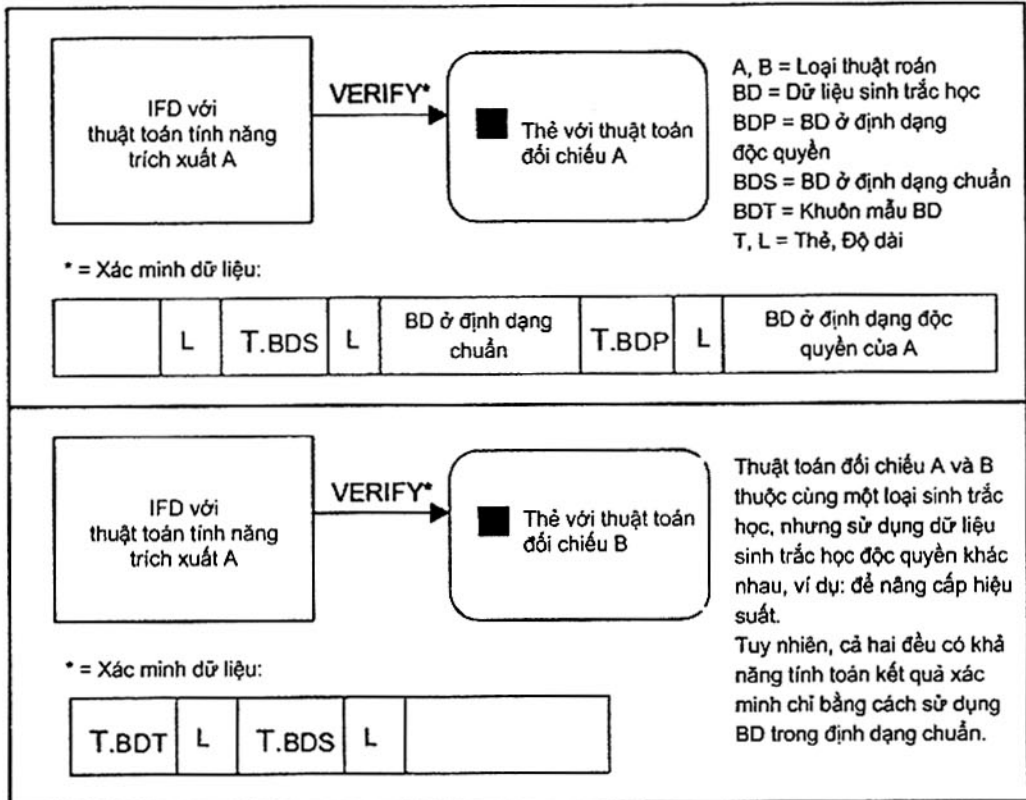 IFD với
thuật toán tính năng
trích xuất A
VERIFY*
Thẻ với thuật toán
đối chiếu A
A, B = Loại thuật roán
BD = Dữ liệu sinh trắc học
BDP = BD ở định dạng
độc quyền
BDS = BD ở định dạng chuẩn
BDT = Khuôn mẫu BD
T, L = Thẻ, Độ dài
* = Xác minh dữ liệu:
L
T.BDS
L
BD ở định dạng
chuẩn
T.BDP
L
BD ở định dạng độc
quyền của A
IFD với
thuật toán tính năng
trích xuất A
VERIFY*
Thẻ với thuật toán
đối chiếu B
Thuật toán đối chiếu A và B
thuộc cùng một loại sinh trắc
học, nhưng sử dụng dữ liệu
sinh trắc học độc quyền khác
nhau, ví dụ: để nâng cấp hiệu
suất.
Tuy nhiên, cả hai đều có khả
năng tính toán kết quả xác
minh chỉ bằng cách sử dụng
BD trong định dạng chuẩn.
* = Xác minh dữ liệu:
T.BDT
L
T.BDS
L